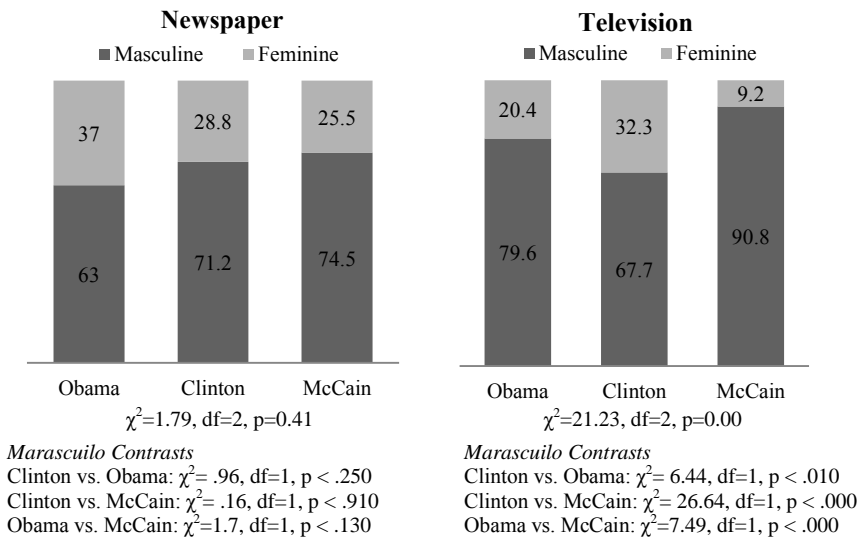 Newspaper
Masculine Feminine
37
28.8
25.5
63
71.2
74.5
Obama Clinton McCain
χ²=1.79, df=2, p=0.41
Marascuilo Contrasts
Clinton vs. Obama: χ²= .96, df=1, p < .250
Clinton vs. McCain: χ²= .16, df=1, p < .910
Obama vs. McCain: χ²=1.7, df=1, p < .130
Television
Masculine Feminine
20.4
32.3
9.2
79.6
67.7
90.8
Obama Clinton McCain
χ²=21.23, df=2, p=0.00
Marascuilo Contrasts
Clinton vs. Obama: χ²= 6.44, df=1, p < .010
Clinton vs. McCain: χ²= 26.64, df=1, p < .000
Obama vs. McCain: χ²=7.49, df=1, p < .000